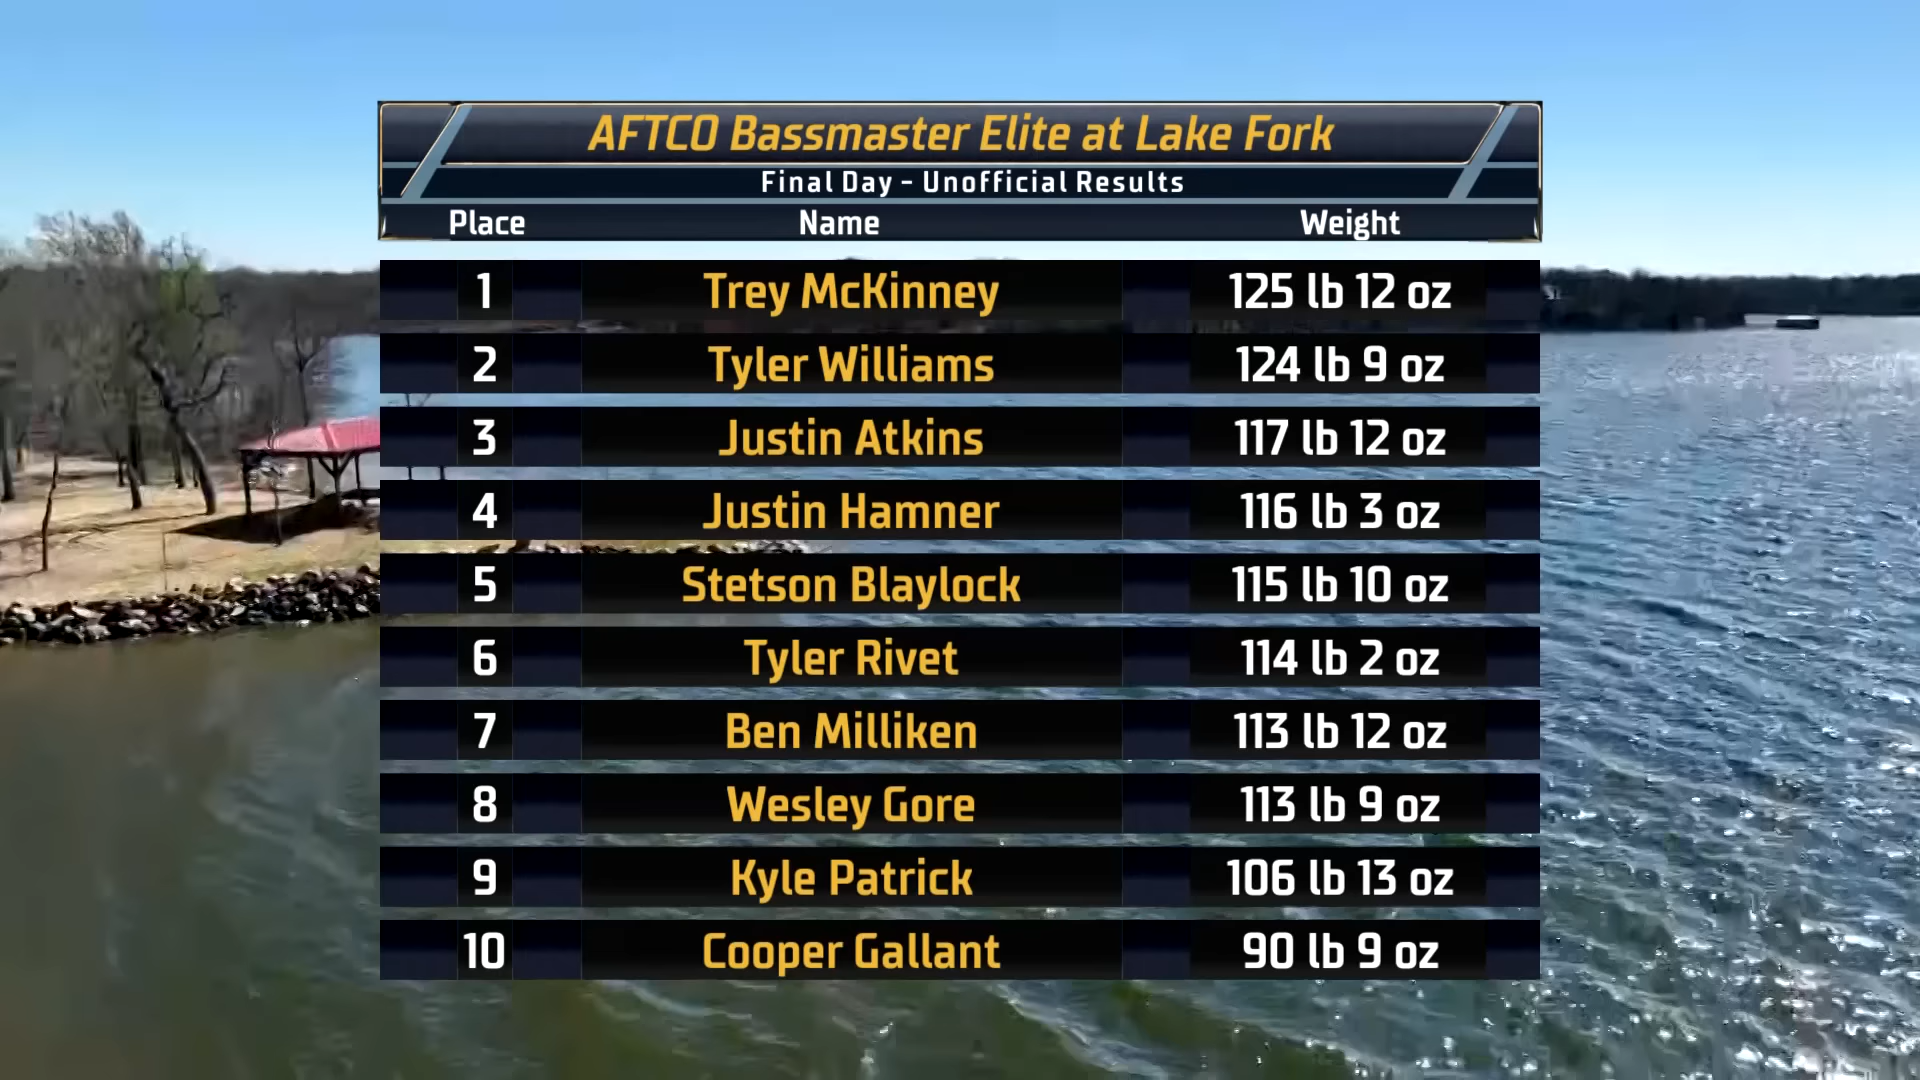 AFTCO Bassmaster Elite at Lake Fork
Final Day - Unofficial Results
Place Name Weight
1 Trey McKinney 125 lb 12 oz
2 Tyler Williams 124 lb 9 oz
3 Justin Atkins 117 lb 12 oz
4 Justin Hamner 116 lb 3 oz
5 Stetson Blaylock 115 lb 10 oz
6 Tyler Rivet 114 lb 2 oz
7 Ben Milliken 113 lb 12 oz
8 Wesley Gore 113 lb 9 oz
9 Kyle Patrick 106 lb 13 oz
10 Cooper Gallant 90 lb 9 oz